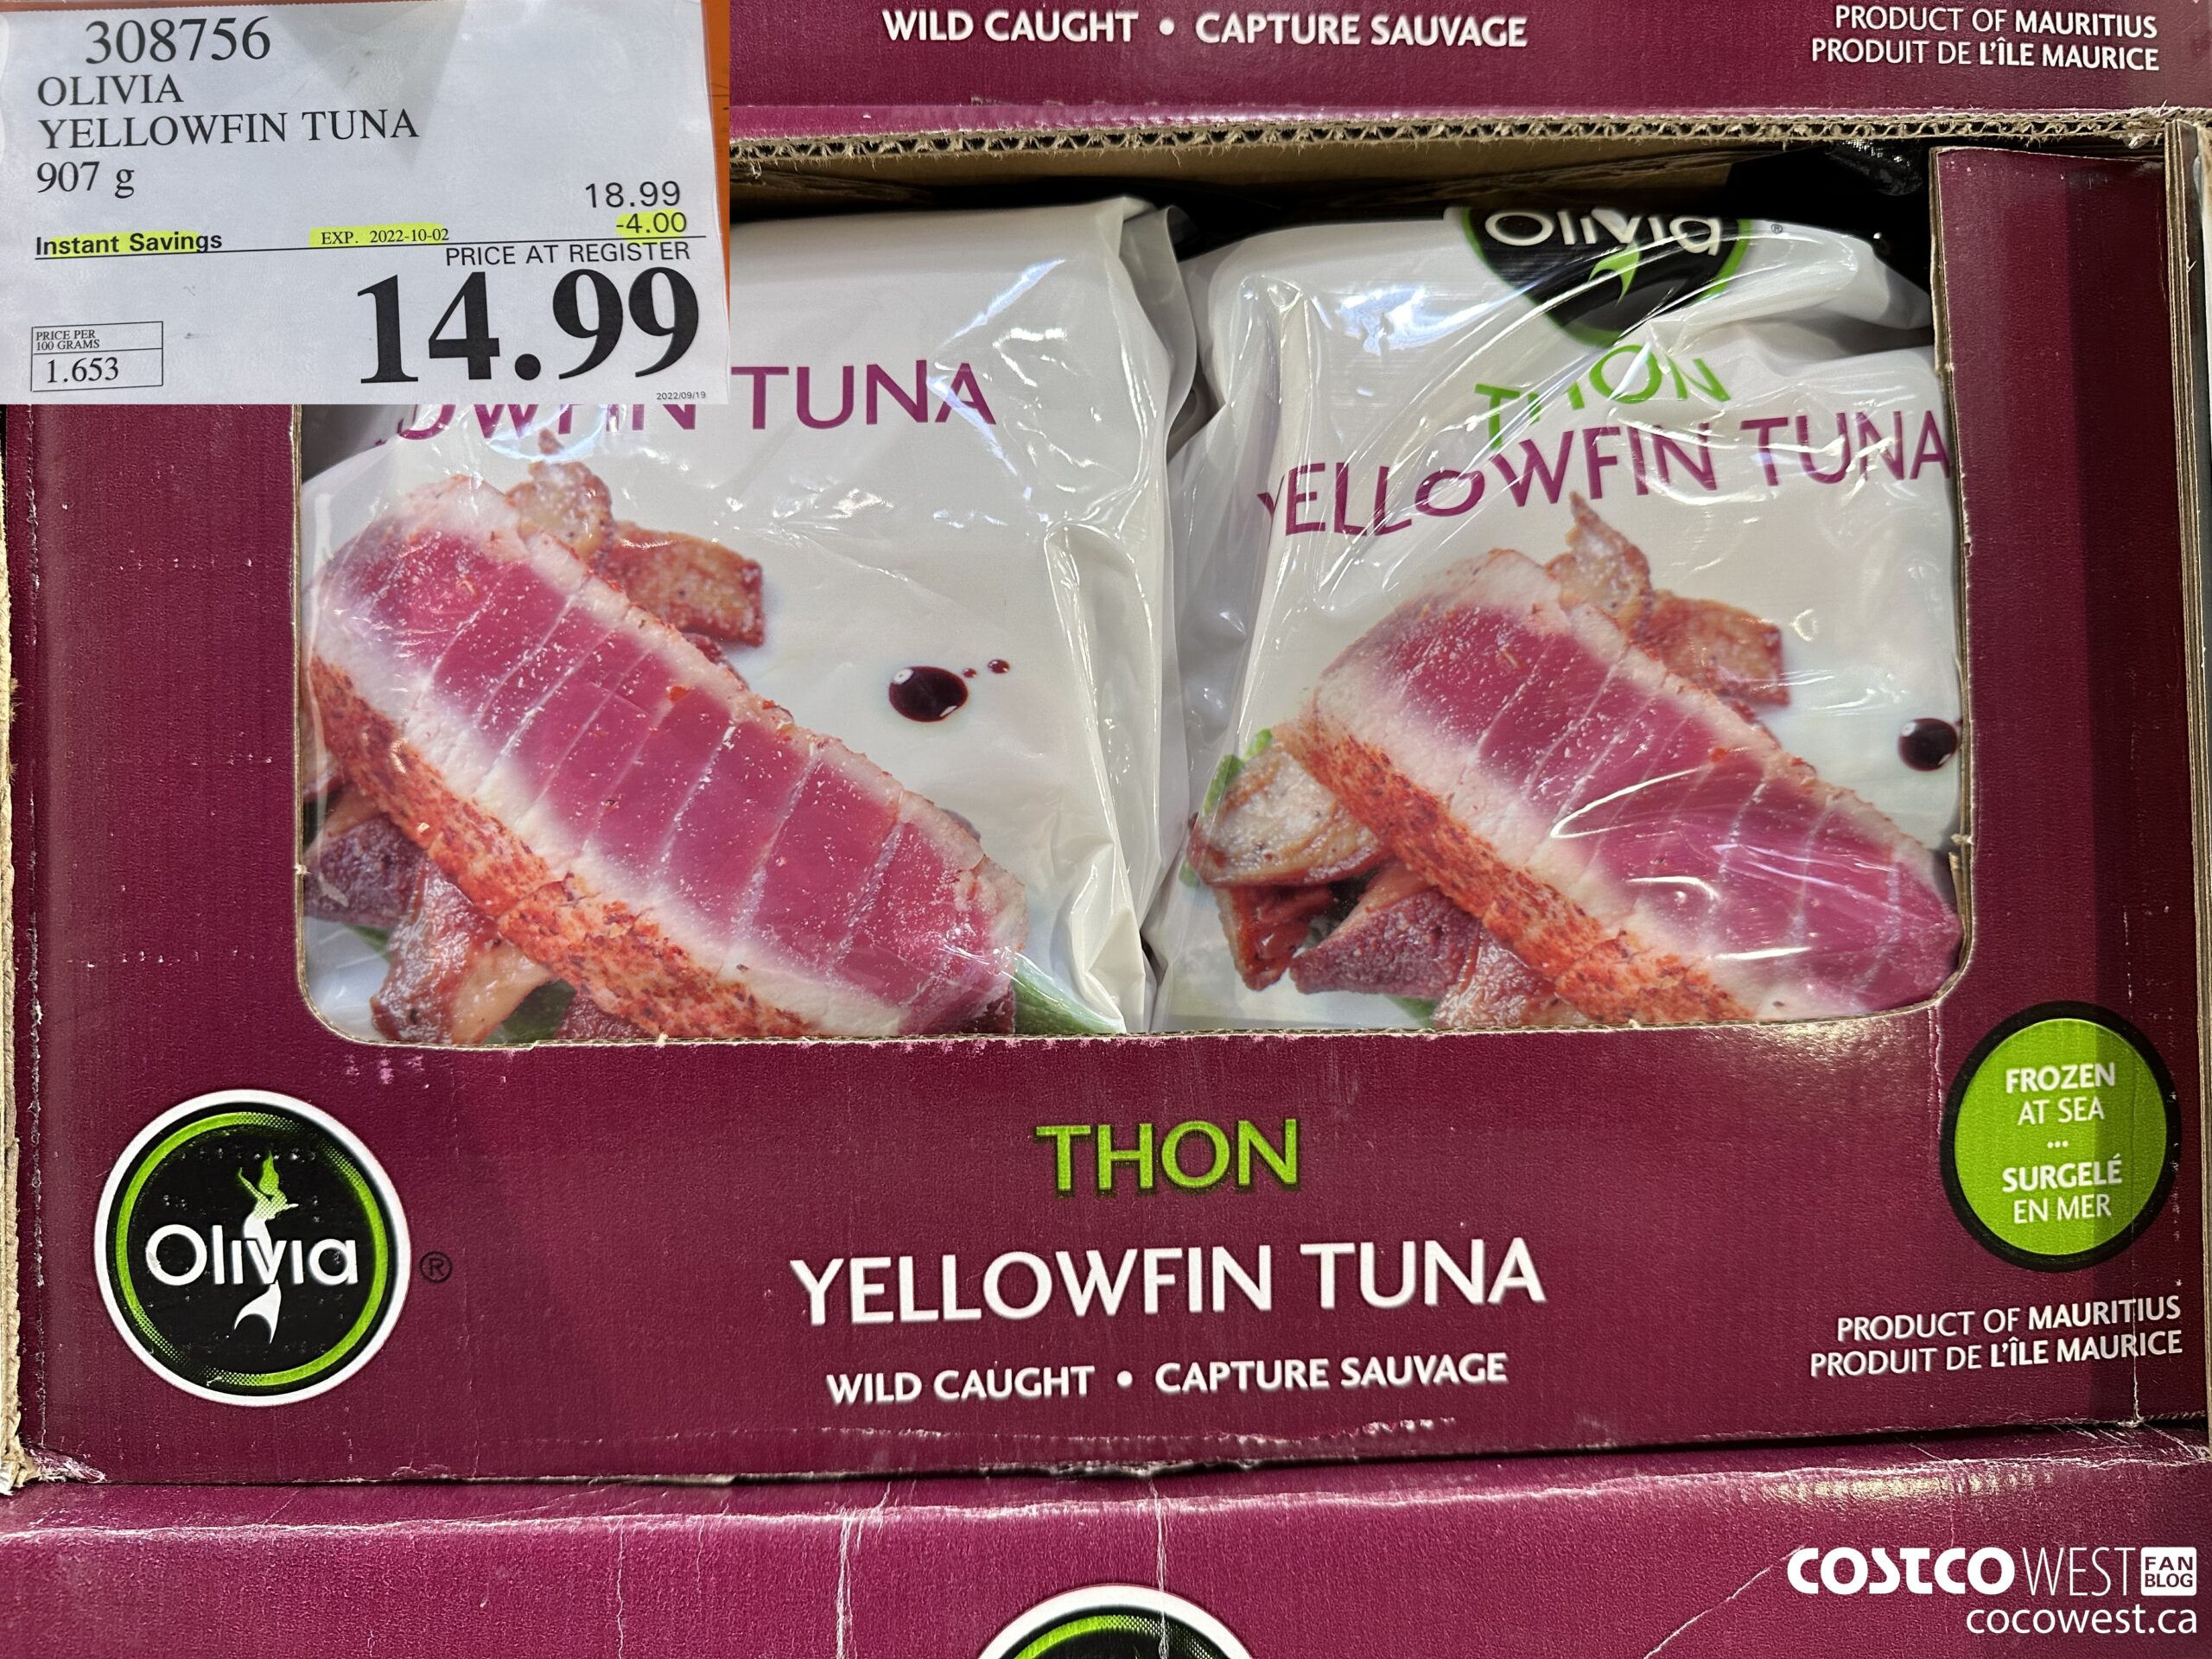 308756
OLIVIA
YELLOWFIN TUNA
907 g
18.99
Instant Savings EXP. 2022-10-02 -4.00
PRICE AT REGISTER
14.99
PRICE PER
100 GRAMS
1.653
2022/09/19
WILD CAUGHT • CAPTURE SAUVAGE
PRODUCT OF MAURITIUS
PRODUIT DE L'ÎLE MAURICE
TUNA
Olivia ®
THON
YELLOWFIN TUNA
Olivia ®
THON
YELLOWFIN TUNA
WILD CAUGHT • CAPTURE SAUVAGE
FROZEN
AT SEA
...
SURGELÉ
EN MER
PRODUCT OF MAURITIUS
PRODUIT DE L'ÎLE MAURICE
COSTCO WEST FAN BLOG
cocowest.ca